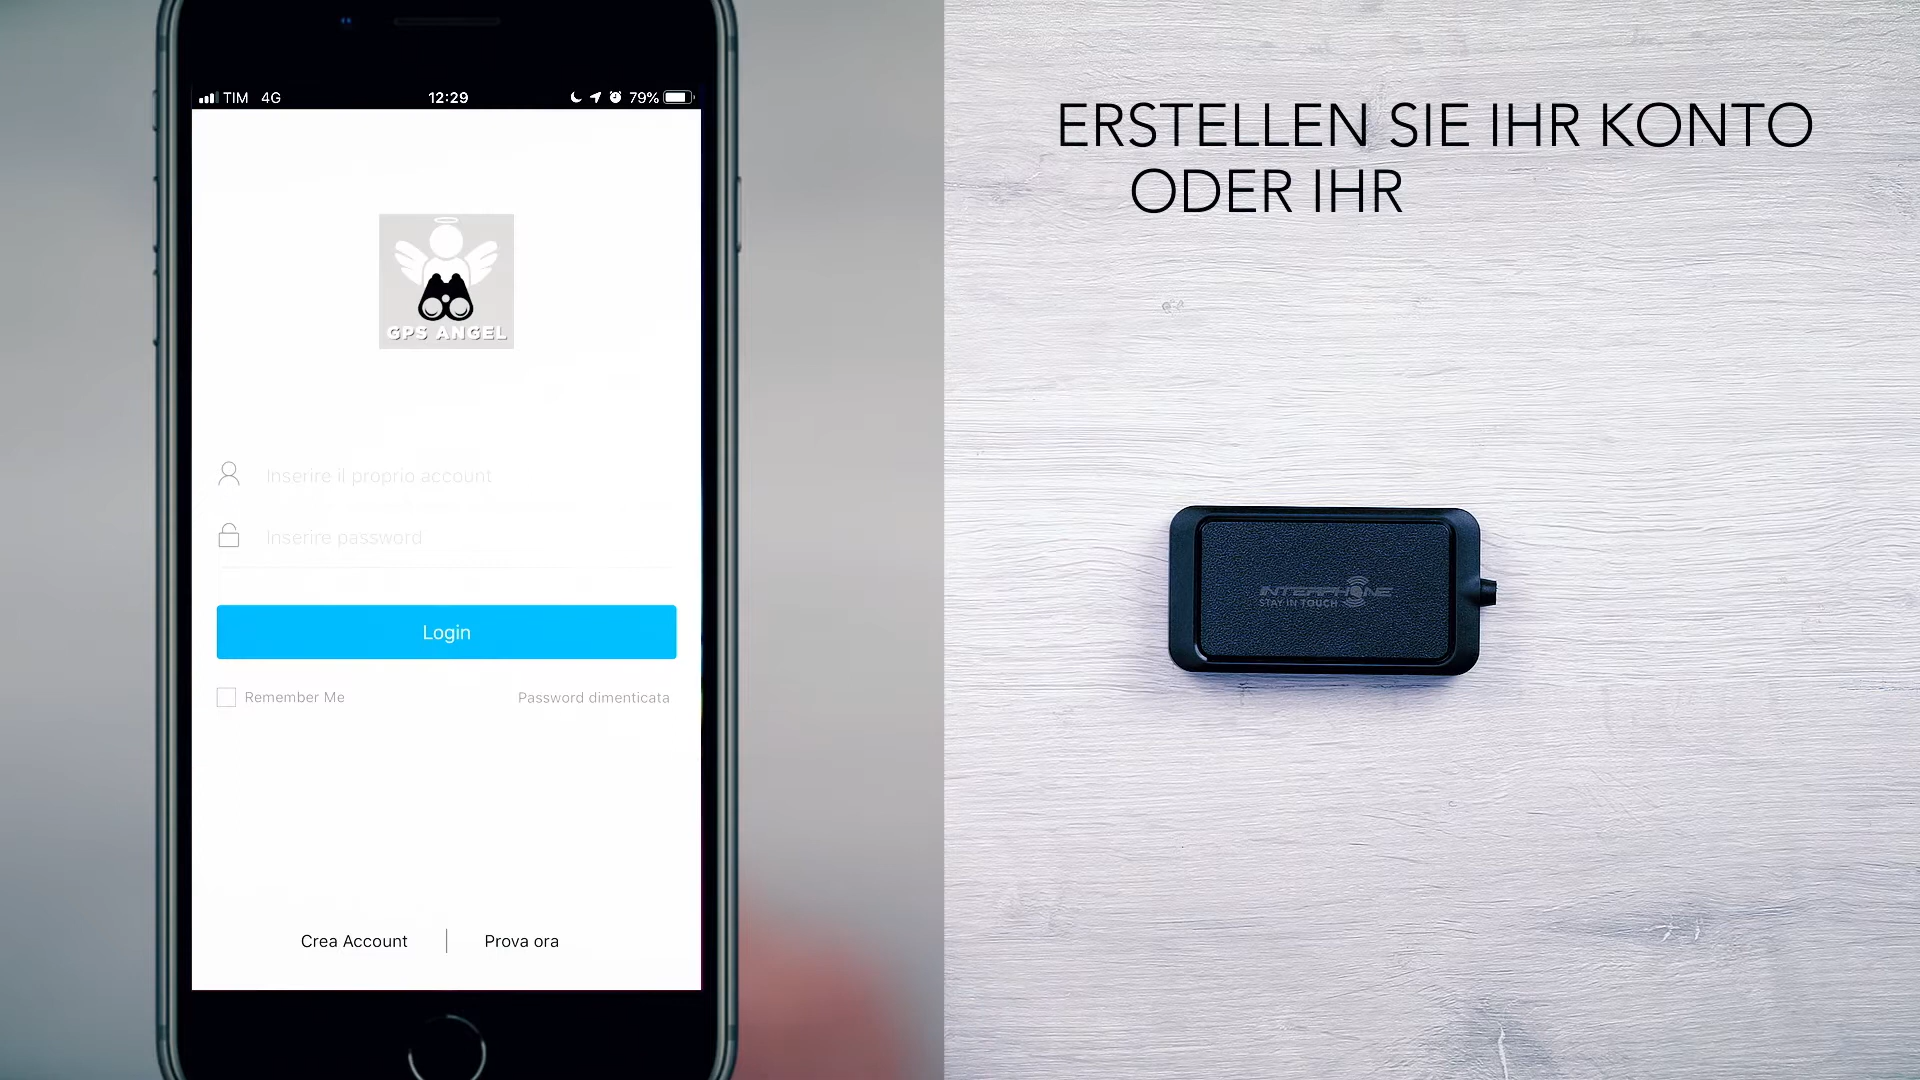 TIM 4G 12:29 79%
GPS ANGEL
Inserire il proprio account
Inserire password
Login
Remember Me Password dimenticata
Crea Account Prova ora
ERSTELLEN SIE IHR KONTO
ODER IHR
INTERPHONE
STAY IN TOUCH